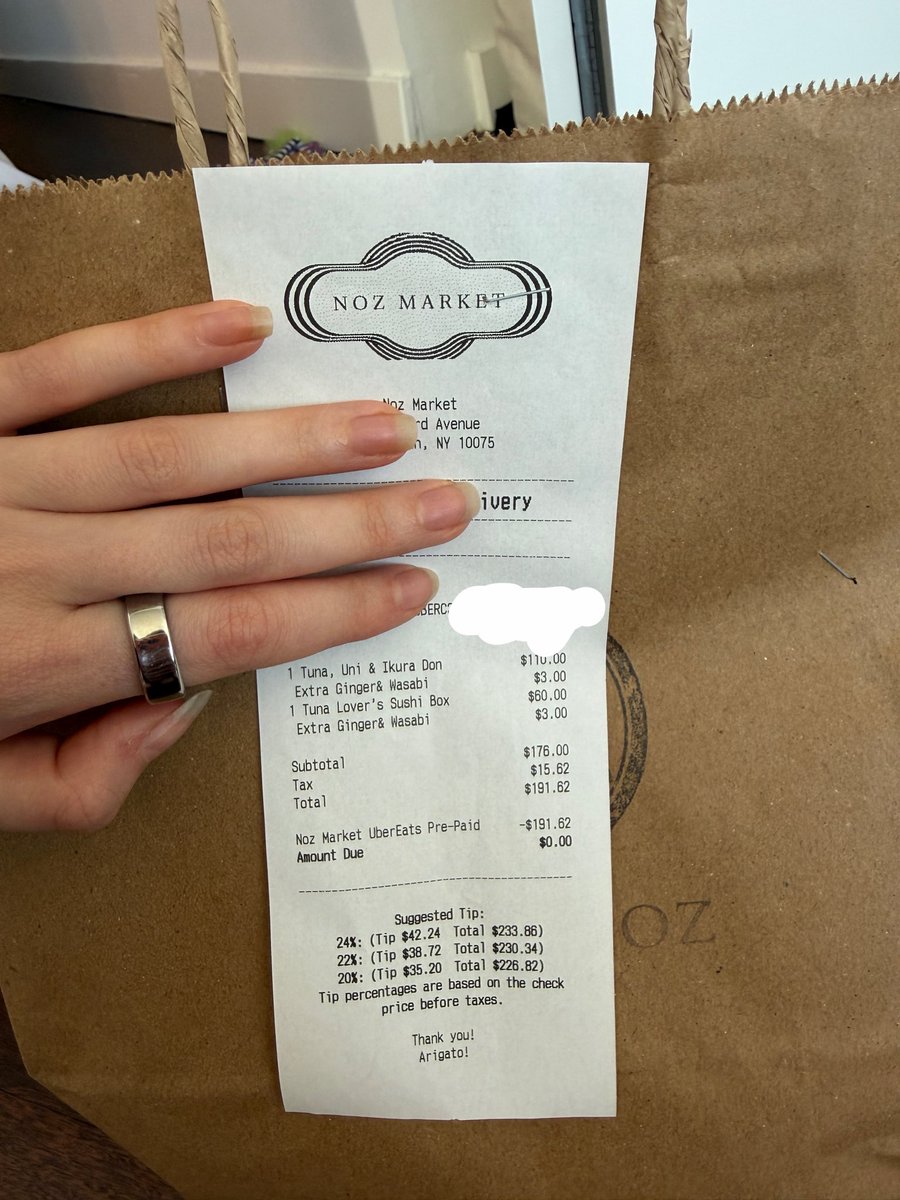 NOZ MARKET
Noz Market
rd Avenue
NY 10075
ivery
1 Tuna, Uni & Ikura Don $110.00
Extra Ginger& Wasabi $3.00
1 Tuna Lover's Sushi Box $60.00
Extra Ginger& Wasabi $3.00
Subtotal $176.00
Tax $15.62
Total $191.62
Noz Market UberEats Pre-Paid -$191.62
Amount Due $0.00
Suggested Tip:
24%: (Tip $42.24 Total $233.86)
22%: (Tip $38.72 Total $230.34)
20%: (Tip $35.20 Total $226.82)
Tip percentages are based on the check
price before taxes.
Thank you!
Arigato!
OZ